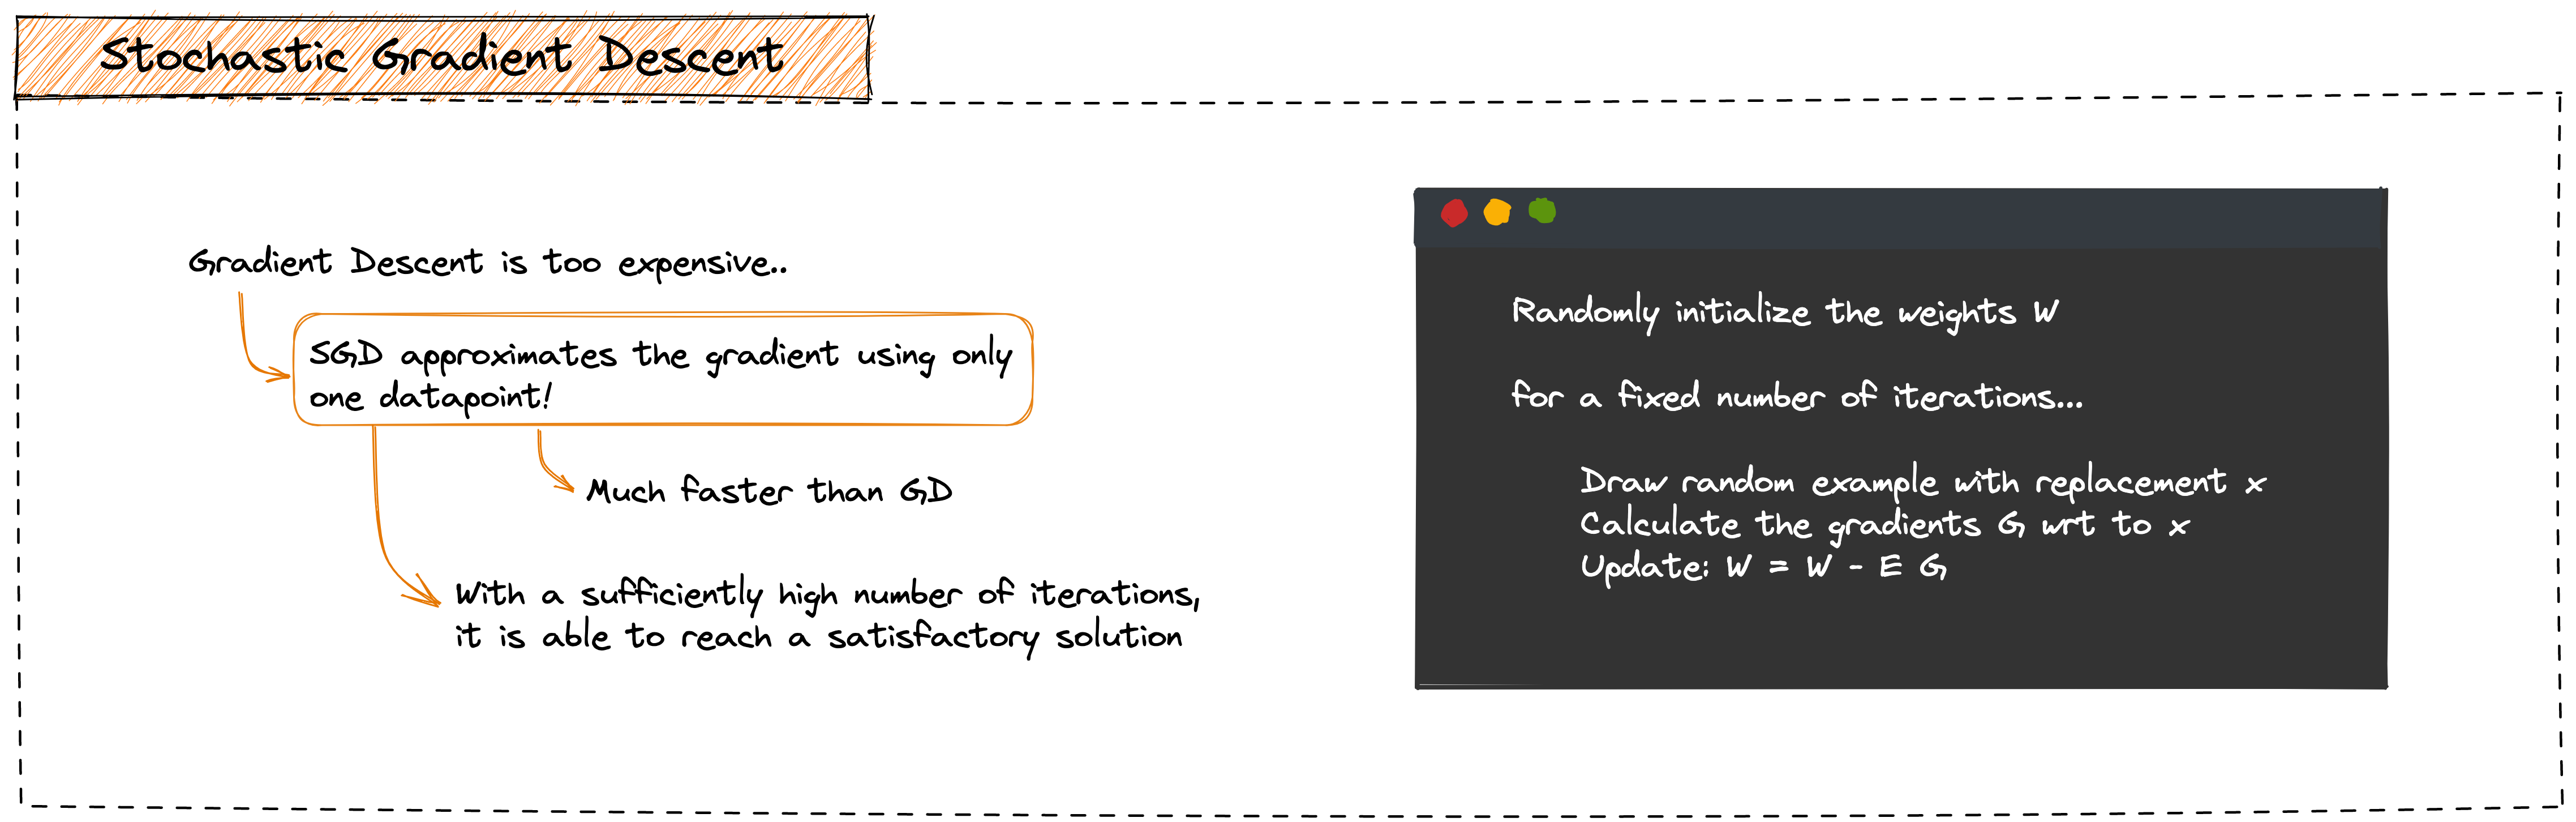 Stochastic Gradient Descent
Gradient Descent is too expensive..
SGD approximates the gradient using only
one datapoint!
Much faster than GD
With a sufficiently high number of iterations,
it is able to reach a satisfactory solution
Randomly initialize the weights W
for a fixed number of iterations...
Draw random example with replacement x
Calculate the gradients G wrt to x
Update: W = W - E G